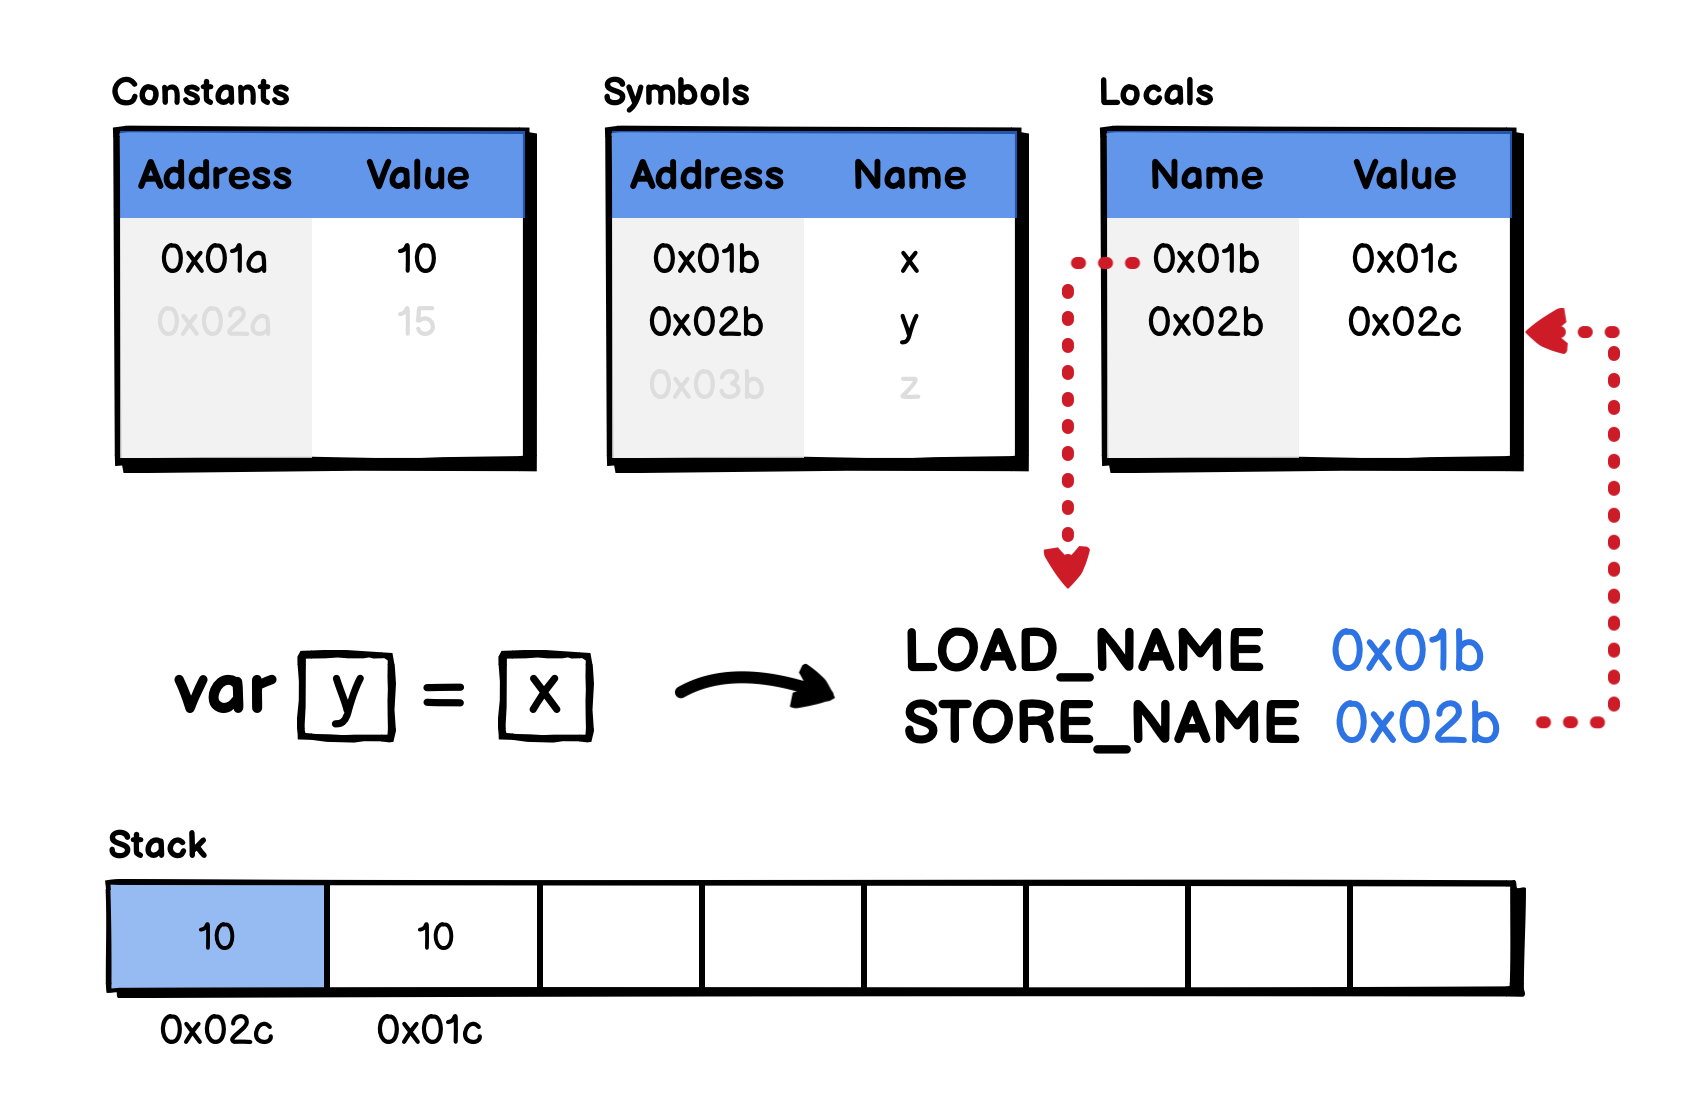 Constants
Address Value
0x01a 10
0x02a 15
Symbols
Address Name
0x01b x
0x02b y
0x03b z
Locals
Name Value
0x01b 0x01c
0x02b 0x02c
var y = x
LOAD_NAME 0x01b
STORE_NAME 0x02b
Stack
10 10
0x02c 0x01c